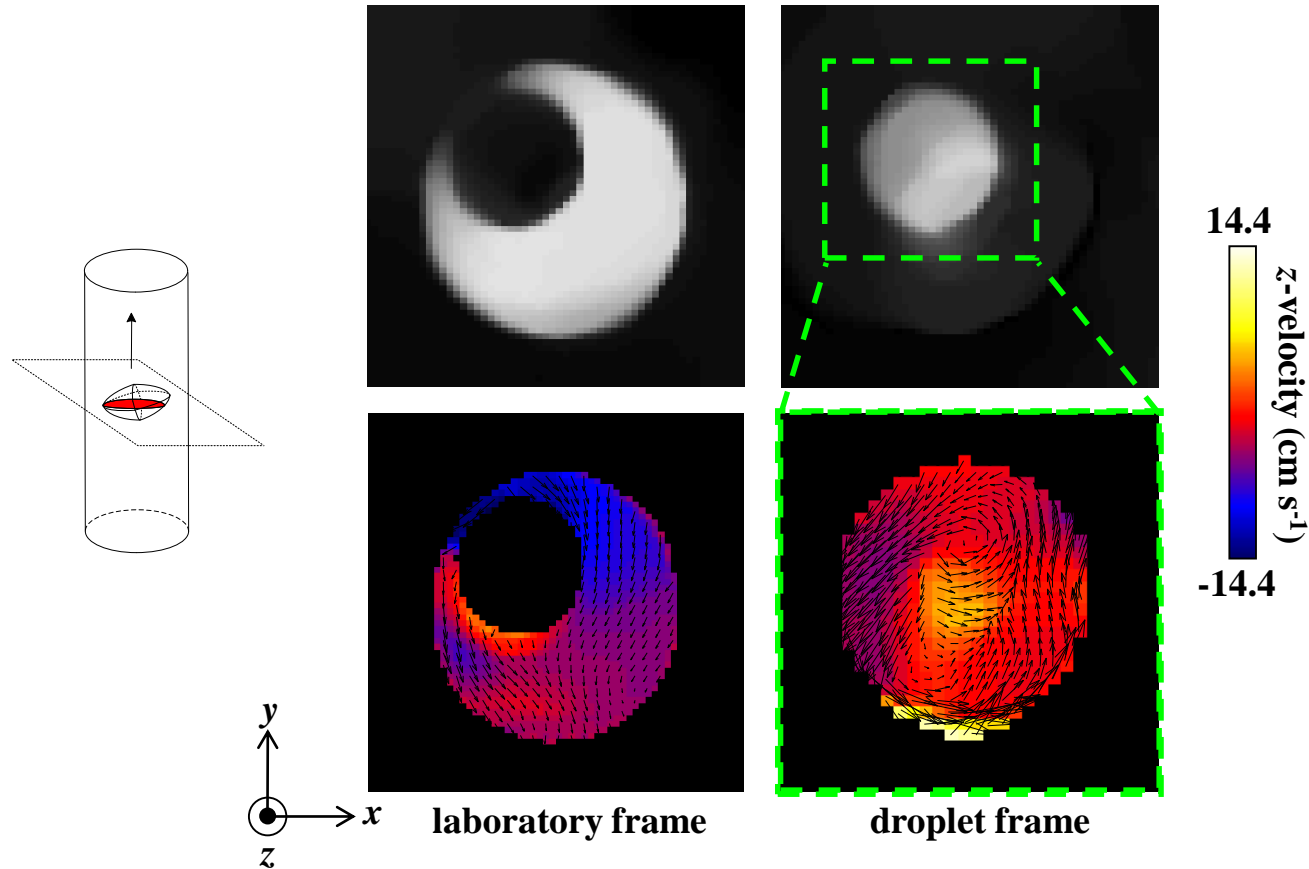 14.4
z-velocity (cm s-1)
-14.4
y
x
z
laboratory frame
droplet frame